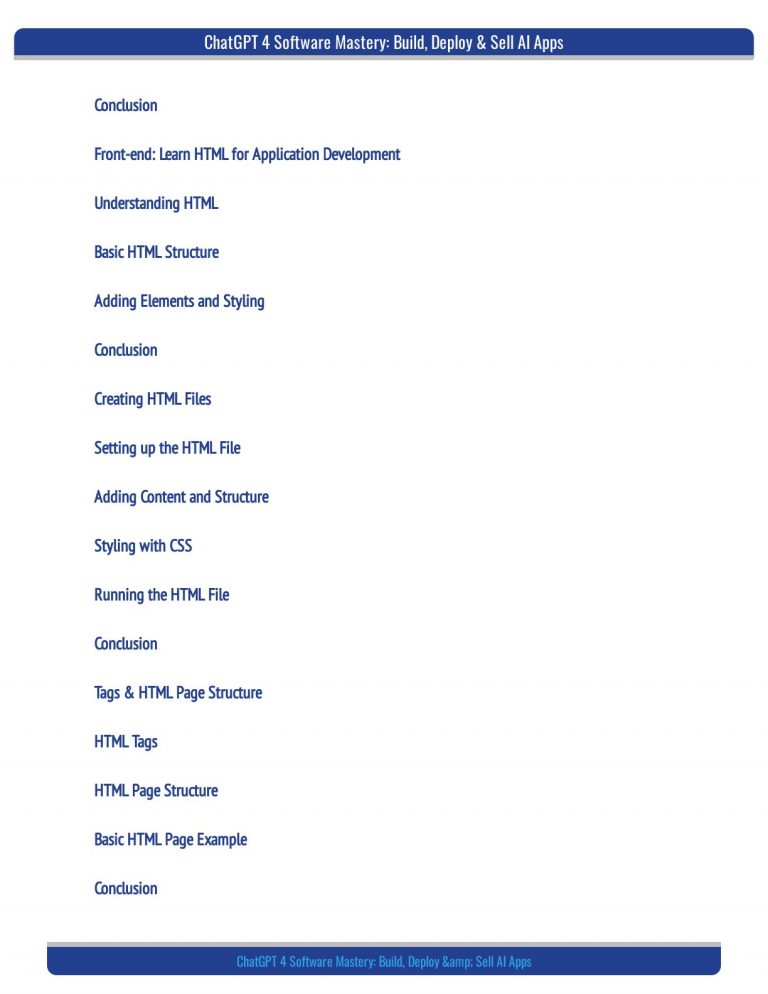 ChatGPT 4 Software Mastery: Build, Deploy & Sell AI Apps
Conclusion
Front-end: Learn HTML for Application Development
Understanding HTML
Basic HTML Structure
Adding Elements and Styling
Conclusion
Creating HTML Files
Setting up the HTML File
Adding Content and Structure
Styling with CSS
Running the HTML File
Conclusion
Tags & HTML Page Structure
HTML Tags
HTML Page Structure
Basic HTML Page Example
Conclusion
ChatGPT 4 Software Mastery: Build, Deploy &amp; Sell AI Apps